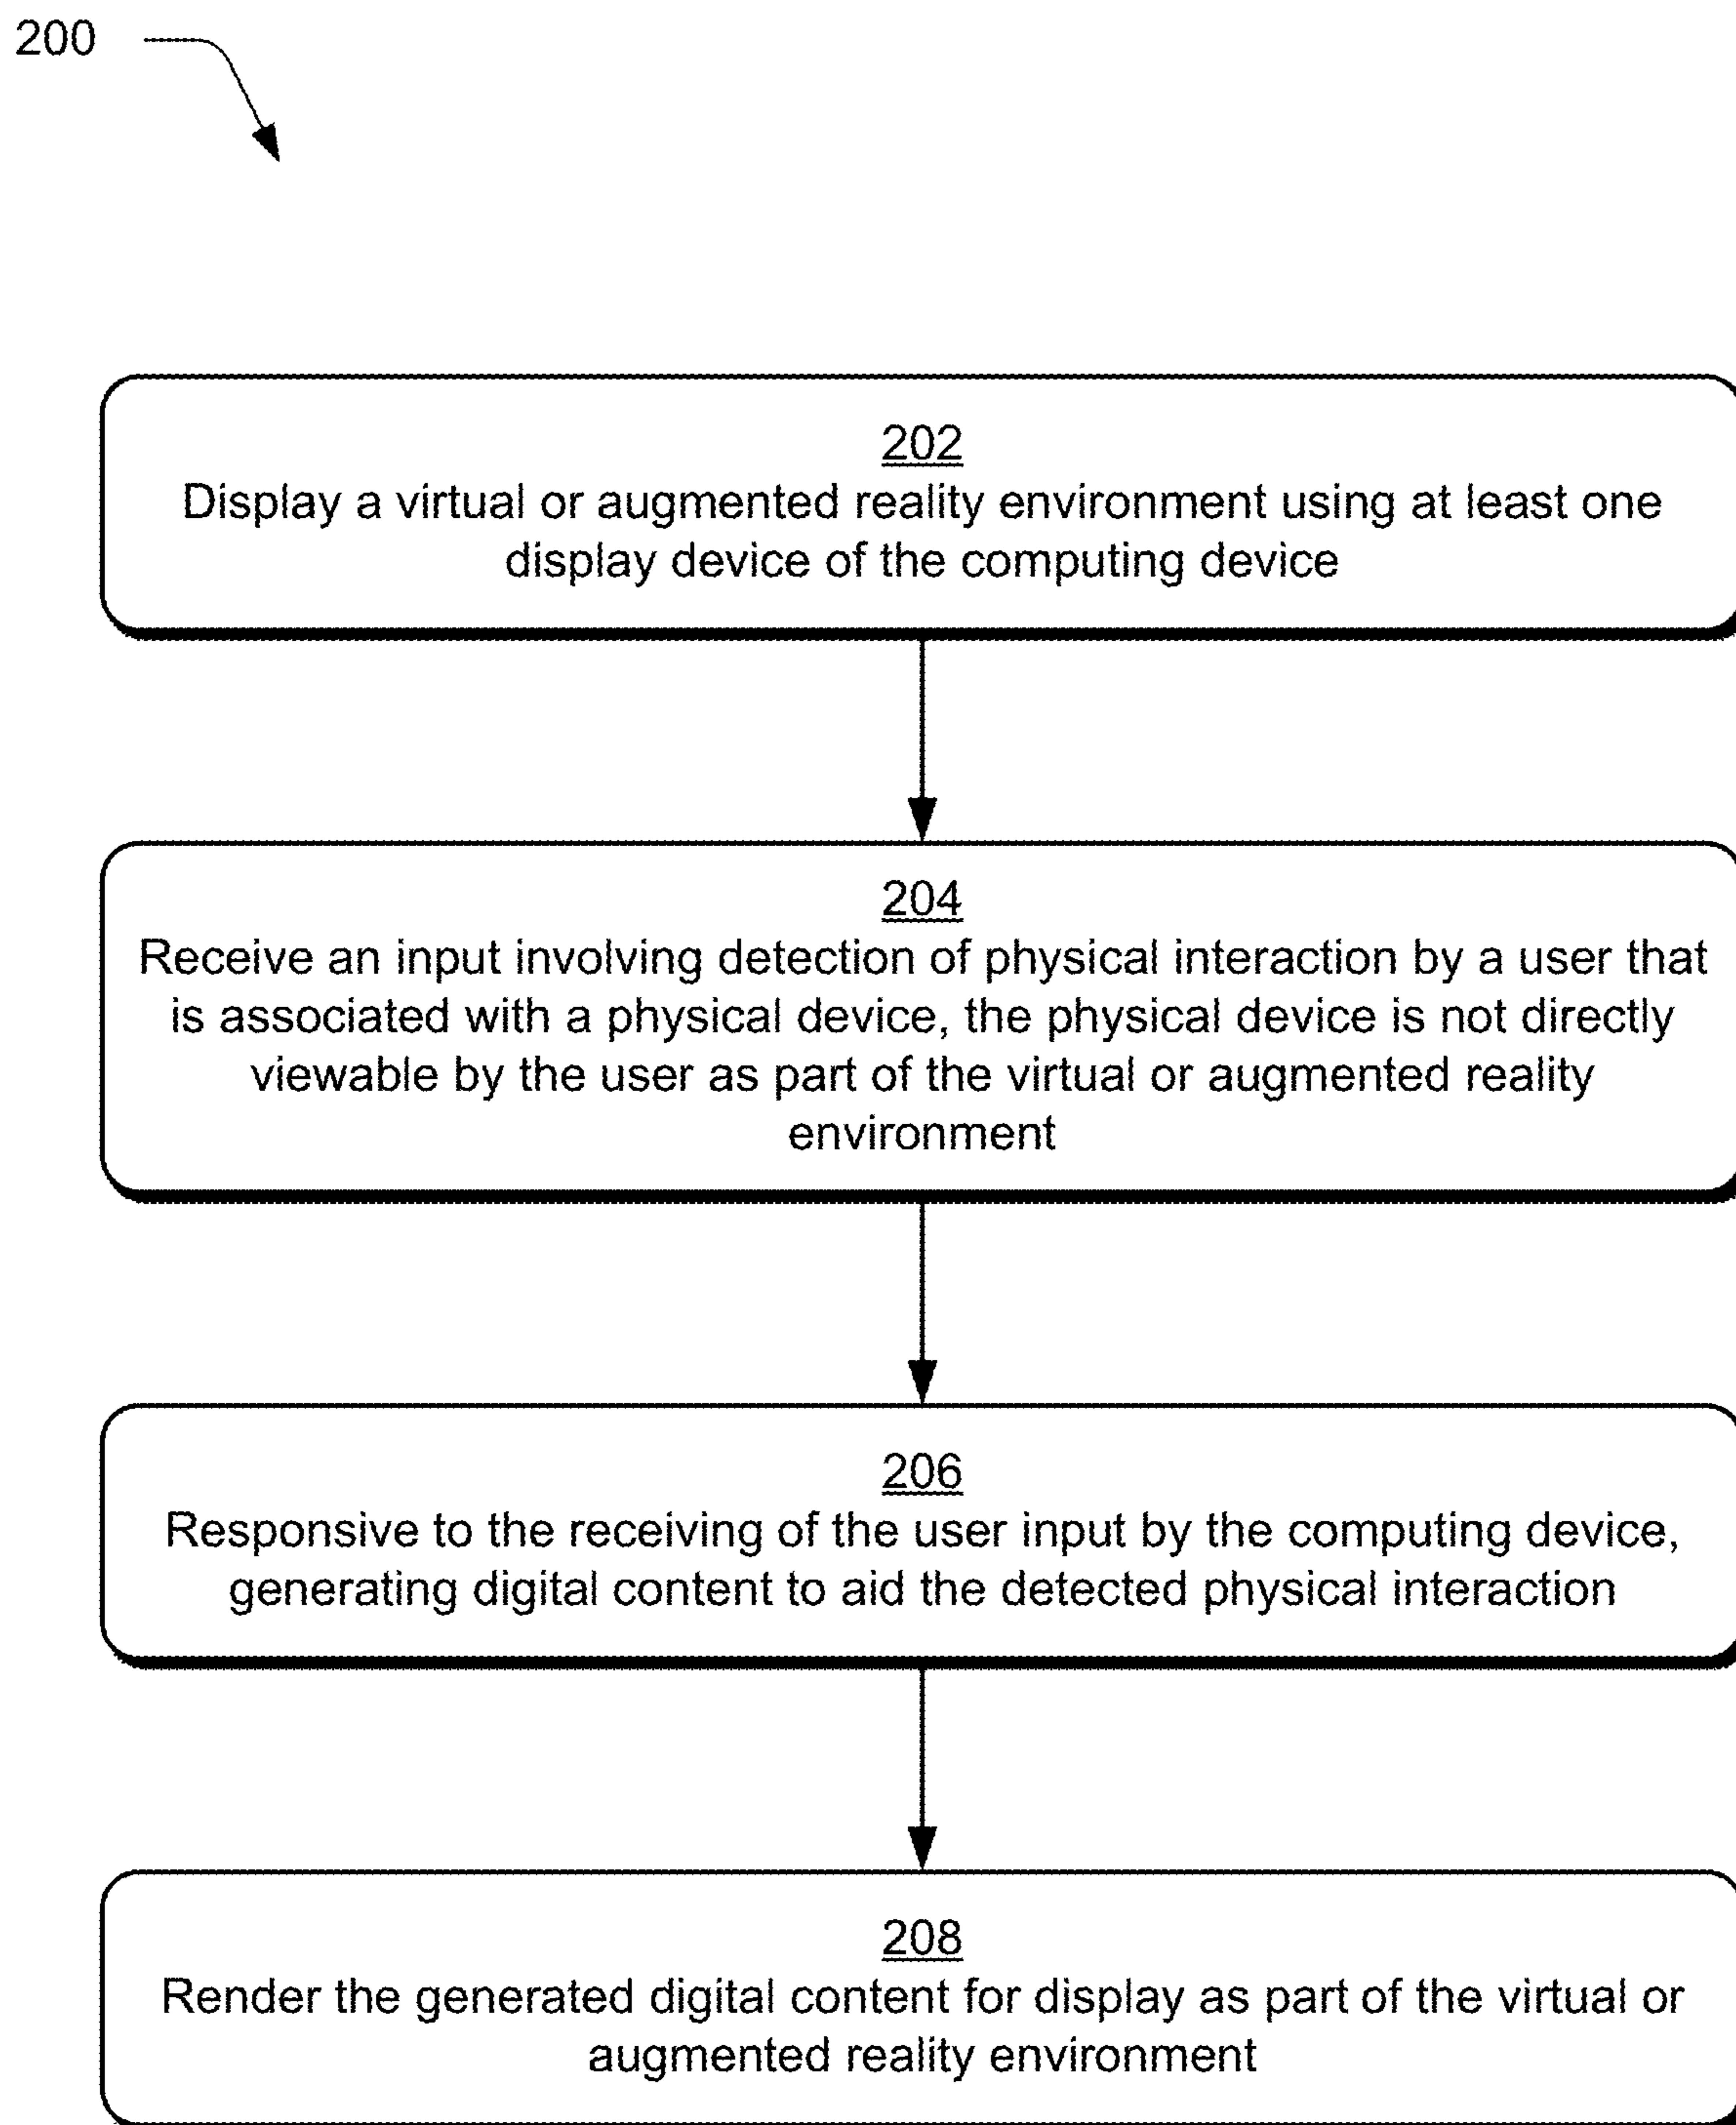 200
202
Display a virtual or augmented reality environment using at least one
display device of the computing device
204
Receive an input involving detection of physical interaction by a user that
is associated with a physical device, the physical device is not directly
viewable by the user as part of the virtual or augmented reality
environment
206
Responsive to the receiving of the user input by the computing device,
generating digital content to aid the detected physical interaction
208
Render the generated digital content for display as part of the virtual or
augmented reality environment